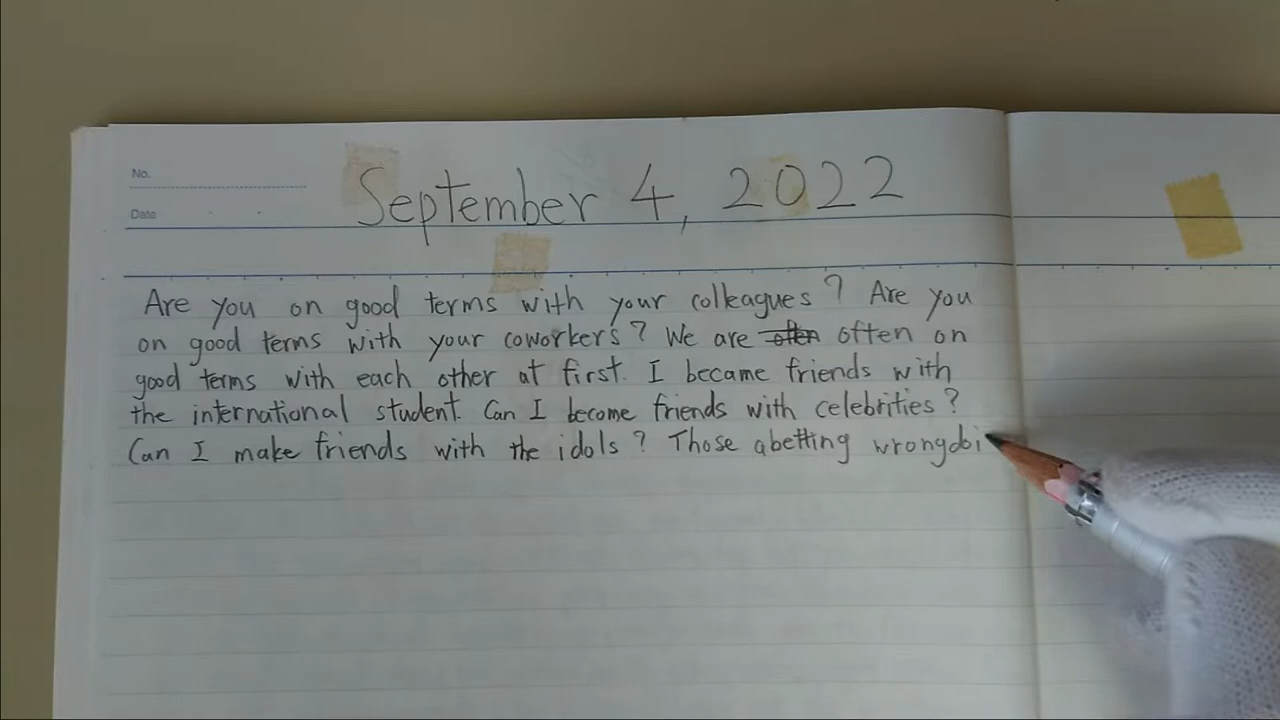 No.
Date
September 4, 2022
Are you on good terms with your colleagues? Are you
on good terms with your coworkers? We are often often on
good terms with each other at first. I became friends with
the international student. Can I become friends with celebrities?
Can I make friends with the idols? Those abetting wrongdoi